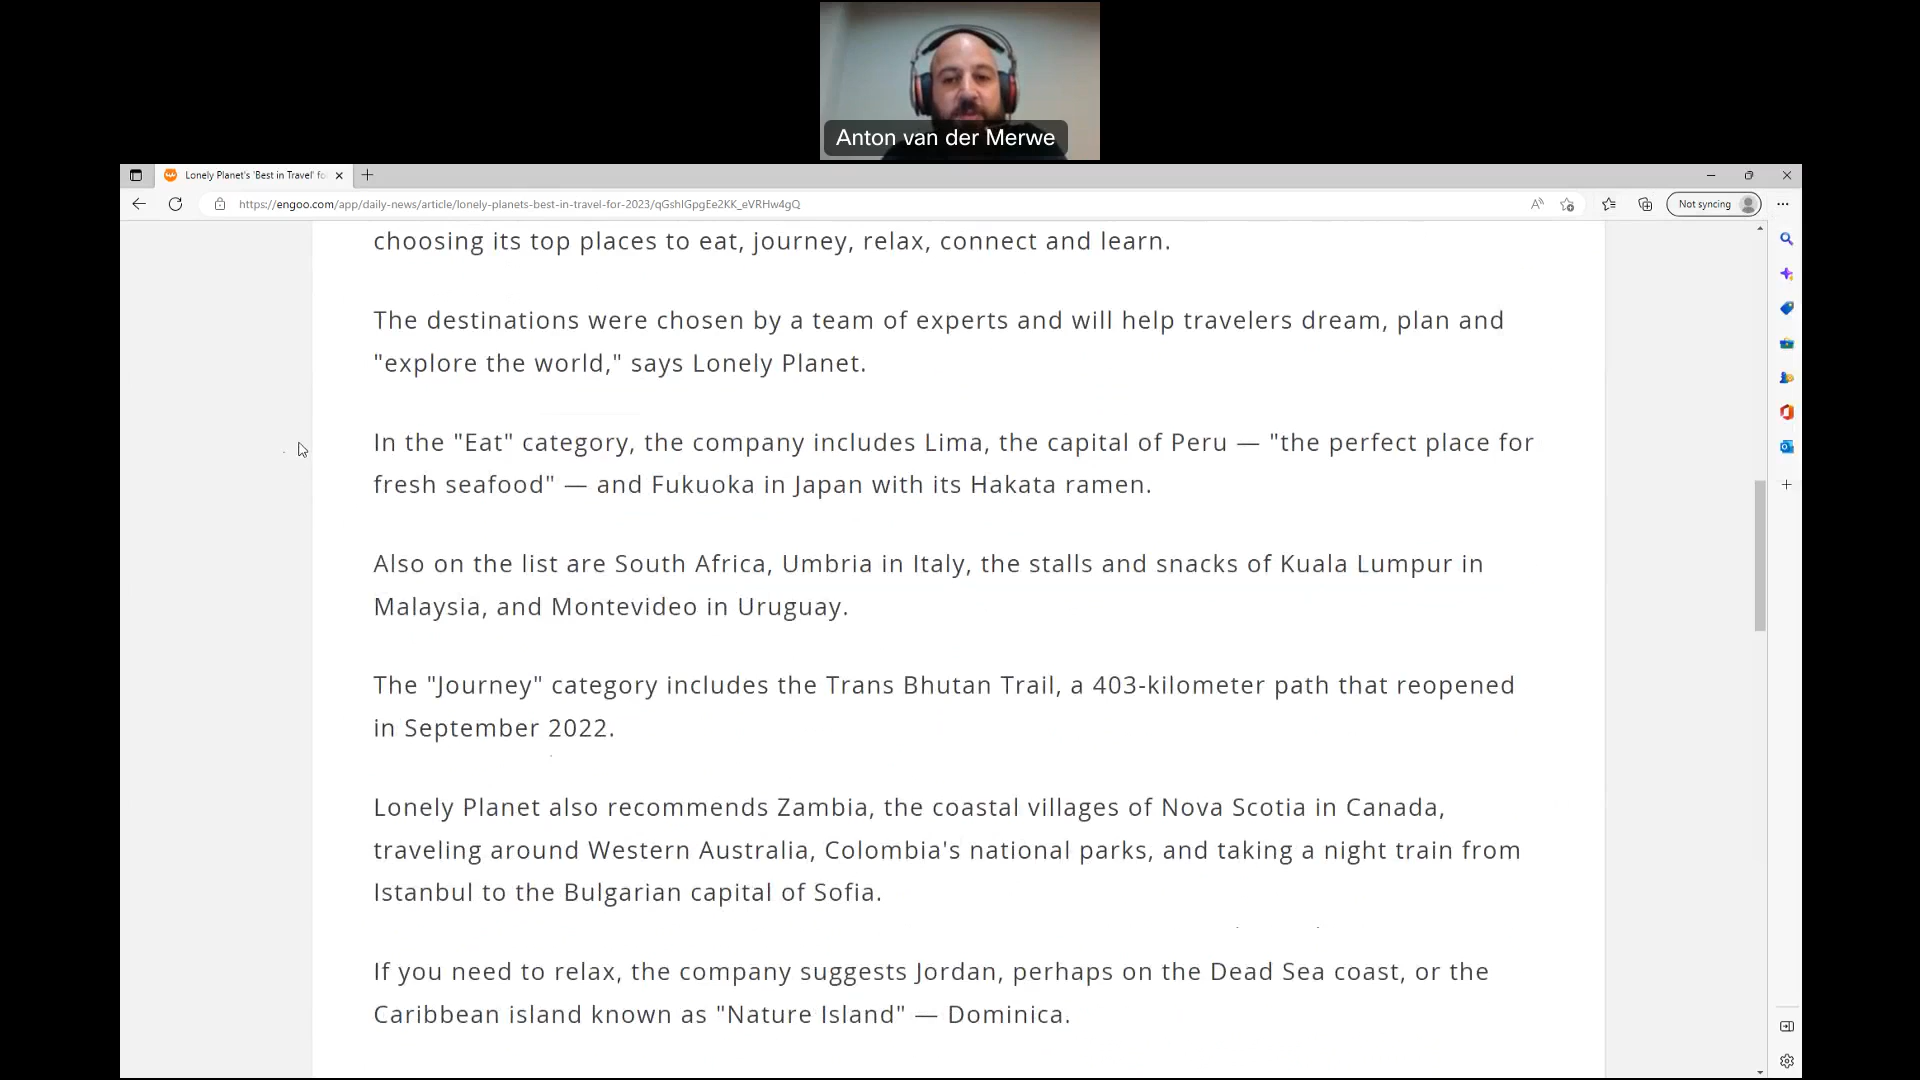 Anton van der Merwe
Lonely Planet's 'Best in Travel' fo
https://engoo.com/app/daily-news/article/lonely-planets-best-in-travel-for-2023/qGshIGpgEe2KK_eVRHw4gQ
Not syncing
choosing its top places to eat, journey, relax, connect and learn.
The destinations were chosen by a team of experts and will help travelers dream, plan and
"explore the world," says Lonely Planet.
In the "Eat" category, the company includes Lima, the capital of Peru — "the perfect place for
fresh seafood" — and Fukuoka in Japan with its Hakata ramen.
Also on the list are South Africa, Umbria in Italy, the stalls and snacks of Kuala Lumpur in
Malaysia, and Montevideo in Uruguay.
The "Journey" category includes the Trans Bhutan Trail, a 403-kilometer path that reopened
in September 2022.
Lonely Planet also recommends Zambia, the coastal villages of Nova Scotia in Canada,
traveling around Western Australia, Colombia's national parks, and taking a night train from
Istanbul to the Bulgarian capital of Sofia.
If you need to relax, the company suggests Jordan, perhaps on the Dead Sea coast, or the
Caribbean island known as "Nature Island" — Dominica.